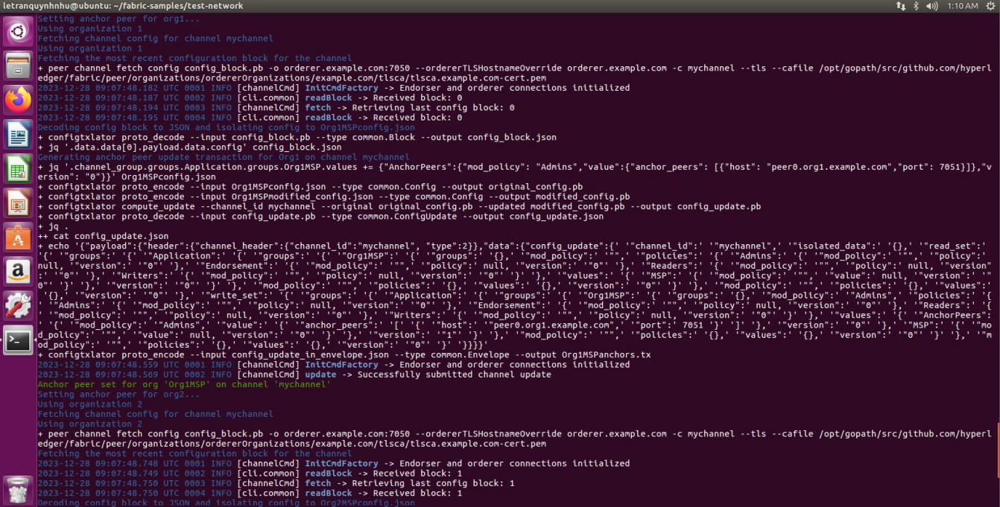 letranquynhnhu@ubuntu: ~/fabric-samples/test-network
1:10 AM
Setting anchor peer for org1...
Using organization 1
Fetching channel config for channel mychannel
Using organization 1
Fetching the most recent configuration block for the channel
+ peer channel fetch config config_block.pb -o orderer.example.com:7050 --ordererTLSHostnameOverride orderer.example.com -c mychannel --tls --cafile /opt/gopath/src/github.com/hyperl
edger/fabric/peer/organizations/ordererOrganizations/example.com/tlsca/tlsca.example.com-cert.pem
2023-12-28 09:07:48.182 UTC 0001 INFO [channelCmd] InitCmdFactory -> Endorser and orderer connections initialized
2023-12-28 09:07:48.187 UTC 0002 INFO [cli.common] readBlock -> Received block: 0
2023-12-28 09:07:48.194 UTC 0003 INFO [channelCmd] fetch -> Retrieving last config block: 0
2023-12-28 09:07:48.195 UTC 0004 INFO [cli.common] readBlock -> Received block: 0
Decoding config block to JSON and isolating config to Org1MSPconfig.json
+ configtxlator proto_decode --input config_block.pb --type common.Block --output config_block.json
+ jq '.data.data[0].payload.data.config' config_block.json
Generating anchor peer update transaction for Org1 on channel mychannel
+ jq '.channel_group.groups.Application.groups.Org1MSP.values += {"AnchorPeers":{"mod_policy": "Admins","value":{"anchor_peers": [{"host": "peer0.org1.example.com","port": 7051}]},"v
ersion": "0"}}' Org1MSPconfig.json
+ configtxlator proto_encode --input Org1MSPconfig.json --type common.Config --output original_config.pb
+ configtxlator proto_encode --input Org1MSPmodified_config.json --type common.Config --output modified_config.pb
+ configtxlator compute_update --channel_id mychannel --original original_config.pb --updated modified_config.pb --output config_update.pb
+ configtxlator proto_decode --input config_update.pb --type common.ConfigUpdate --output config_update.json
+ jq .
++ cat config_update.json
+ echo '{"payload":{"header":{"channel_header":{"channel_id":"mychannel", "type":2}},"data":{"config_update":{' '"channel_id":' '"mychannel",' '"isolated_data":' '{},' '"read_set":'
'{' '"groups":' '{' '"Application":' '{' '"groups":' '{' '"Org1MSP":' '{' '"groups":' '{},' '"mod_policy":' '"",' '"policies":' '{' '"Admins":' '{' '"mod_policy":' '"",' '"policy":'
null, '"version":' '"0"' '},' '"Endorsement":' '{' '"mod_policy":' '"",' '"policy":' null, '"version":' '"0"' '},' '"Readers":' '{' '"mod_policy":' '"",' '"policy":' null, '"version"
:' '"0"' '},' '"Writers":' '{' '"mod_policy":' '"",' '"policy":' null, '"version":' '"0"' '}' '},' '"values":' '{' '"MSP":' '{' '"mod_policy":' '"",' '"value":' null, '"version":' '"
0"' '}' '},' '"version":' '"0"' '}' '},' '"mod_policy":' '"",' '"policies":' '{},' '"values":' '{},' '"version":' '"0"' '}' '},' '"mod_policy":' '"",' '"policies":' '{},' '"values":'
'{},' '"version":' '"0"' '},' '"write_set":' '{' '"groups":' '{' '"Application":' '{' '"groups":' '{' '"Org1MSP":' '{' '"groups":' '{},' '"mod_policy":' '"Admins",' '"policies":' '{'
'"Admins":' '{' '"mod_policy":' '"",' '"policy":' null, '"version":' '"0"' '},' '"Endorsement":' '{' '"mod_policy":' '"",' '"policy":' null, '"version":' '"0"' '},' '"Readers":' '{'
'"mod_policy":' '"",' '"policy":' null, '"version":' '"0"' '},' '"Writers":' '{' '"mod_policy":' '"",' '"policy":' null, '"version":' '"0"' '}' '},' '"values":' '{' '"AnchorPeers":
' '{' '"mod_policy":' '"Admins",' '"value":' '{' '"anchor_peers":' '[' '{' '"host":' '"peer0.org1.example.com",' '"port":' 7051 '}' ']' '},' '"version":' '"0"' '},' '"MSP":' '{' '"mo
d_policy":' '"",' '"value":' null, '"version":' '"0"' '}' '},' '"version":' '"1"' '}' '},' '"mod_policy":' '"",' '"policies":' '{},' '"values":' '{},' '"version":' '"0"' '}' '},' '"m
od_policy":' '"",' '"policies":' '{},' '"values":' '{},' '"version":' '"0"' '}' '}}}}'
+ configtxlator proto_encode --input config_update_in_envelope.json --type common.Envelope --output Org1MSPanchors.tx
2023-12-28 09:07:48.559 UTC 0001 INFO [channelCmd] InitCmdFactory -> Endorser and orderer connections initialized
2023-12-28 09:07:48.569 UTC 0002 INFO [channelCmd] update -> Successfully submitted channel update
Anchor peer set for org 'Org1MSP' on channel 'mychannel'
Setting anchor peer for org2...
Using organization 2
Fetching channel config for channel mychannel
Using organization 2
+ peer channel fetch config config_block.pb -o orderer.example.com:7050 --ordererTLSHostnameOverride orderer.example.com -c mychannel --tls --cafile /opt/gopath/src/github.com/hyperl
edger/fabric/peer/organizations/ordererOrganizations/example.com/tlsca/tlsca.example.com-cert.pem
Fetching the most recent configuration block for the channel
2023-12-28 09:07:48.748 UTC 0001 INFO [channelCmd] InitCmdFactory -> Endorser and orderer connections initialized
2023-12-28 09:07:48.749 UTC 0002 INFO [cli.common] readBlock -> Received block: 1
2023-12-28 09:07:48.750 UTC 0003 INFO [channelCmd] fetch -> Retrieving last config block: 1
2023-12-28 09:07:48.750 UTC 0004 INFO [cli.common] readBlock -> Received block: 1
Decoding config block to JSON and isolating config to Org2MSPconfig.json